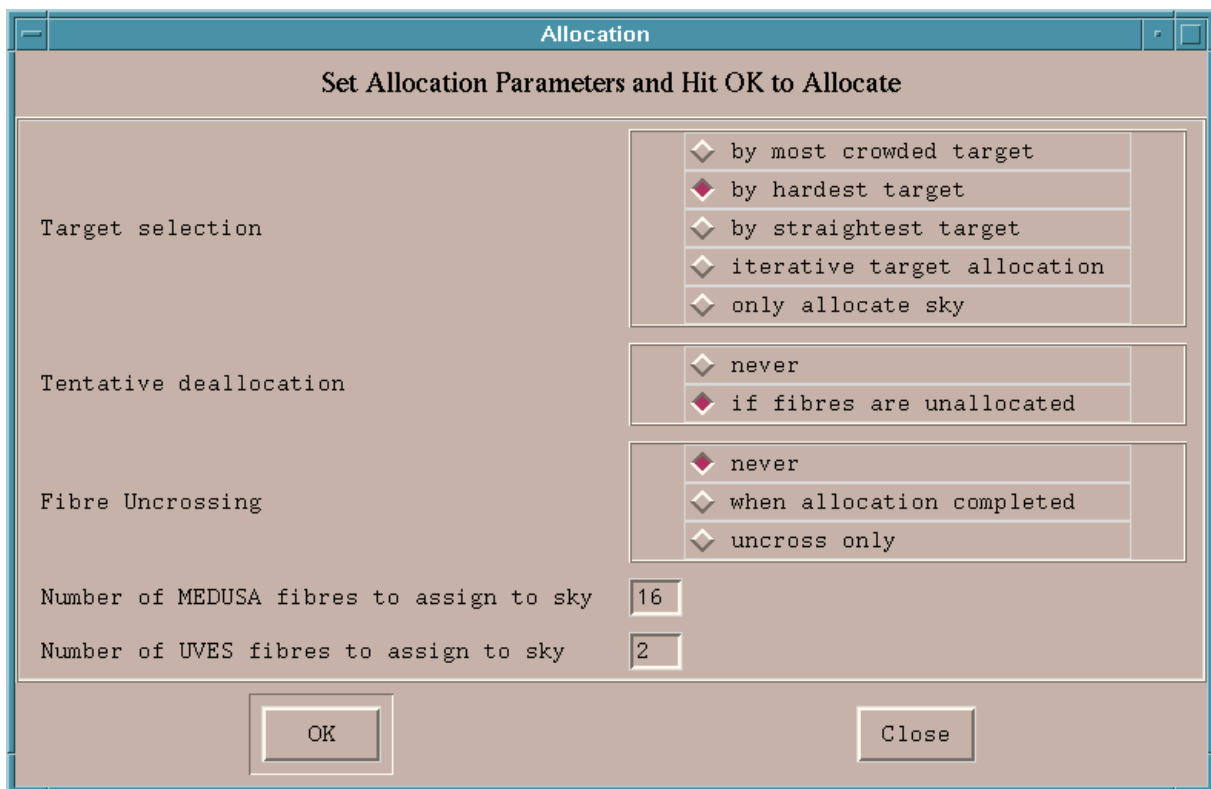 Allocation
Set Allocation Parameters and Hit OK to Allocate
Target selection
by most crowded target
by hardest target
by straightest target
iterative target allocation
only allocate sky
Tentative deallocation
never
if fibres are unallocated
Fibre Uncrossing
never
when allocation completed
uncross only
Number of MEDUSA fibres to assign to sky 16
Number of UVES fibres to assign to sky 2
OK Close